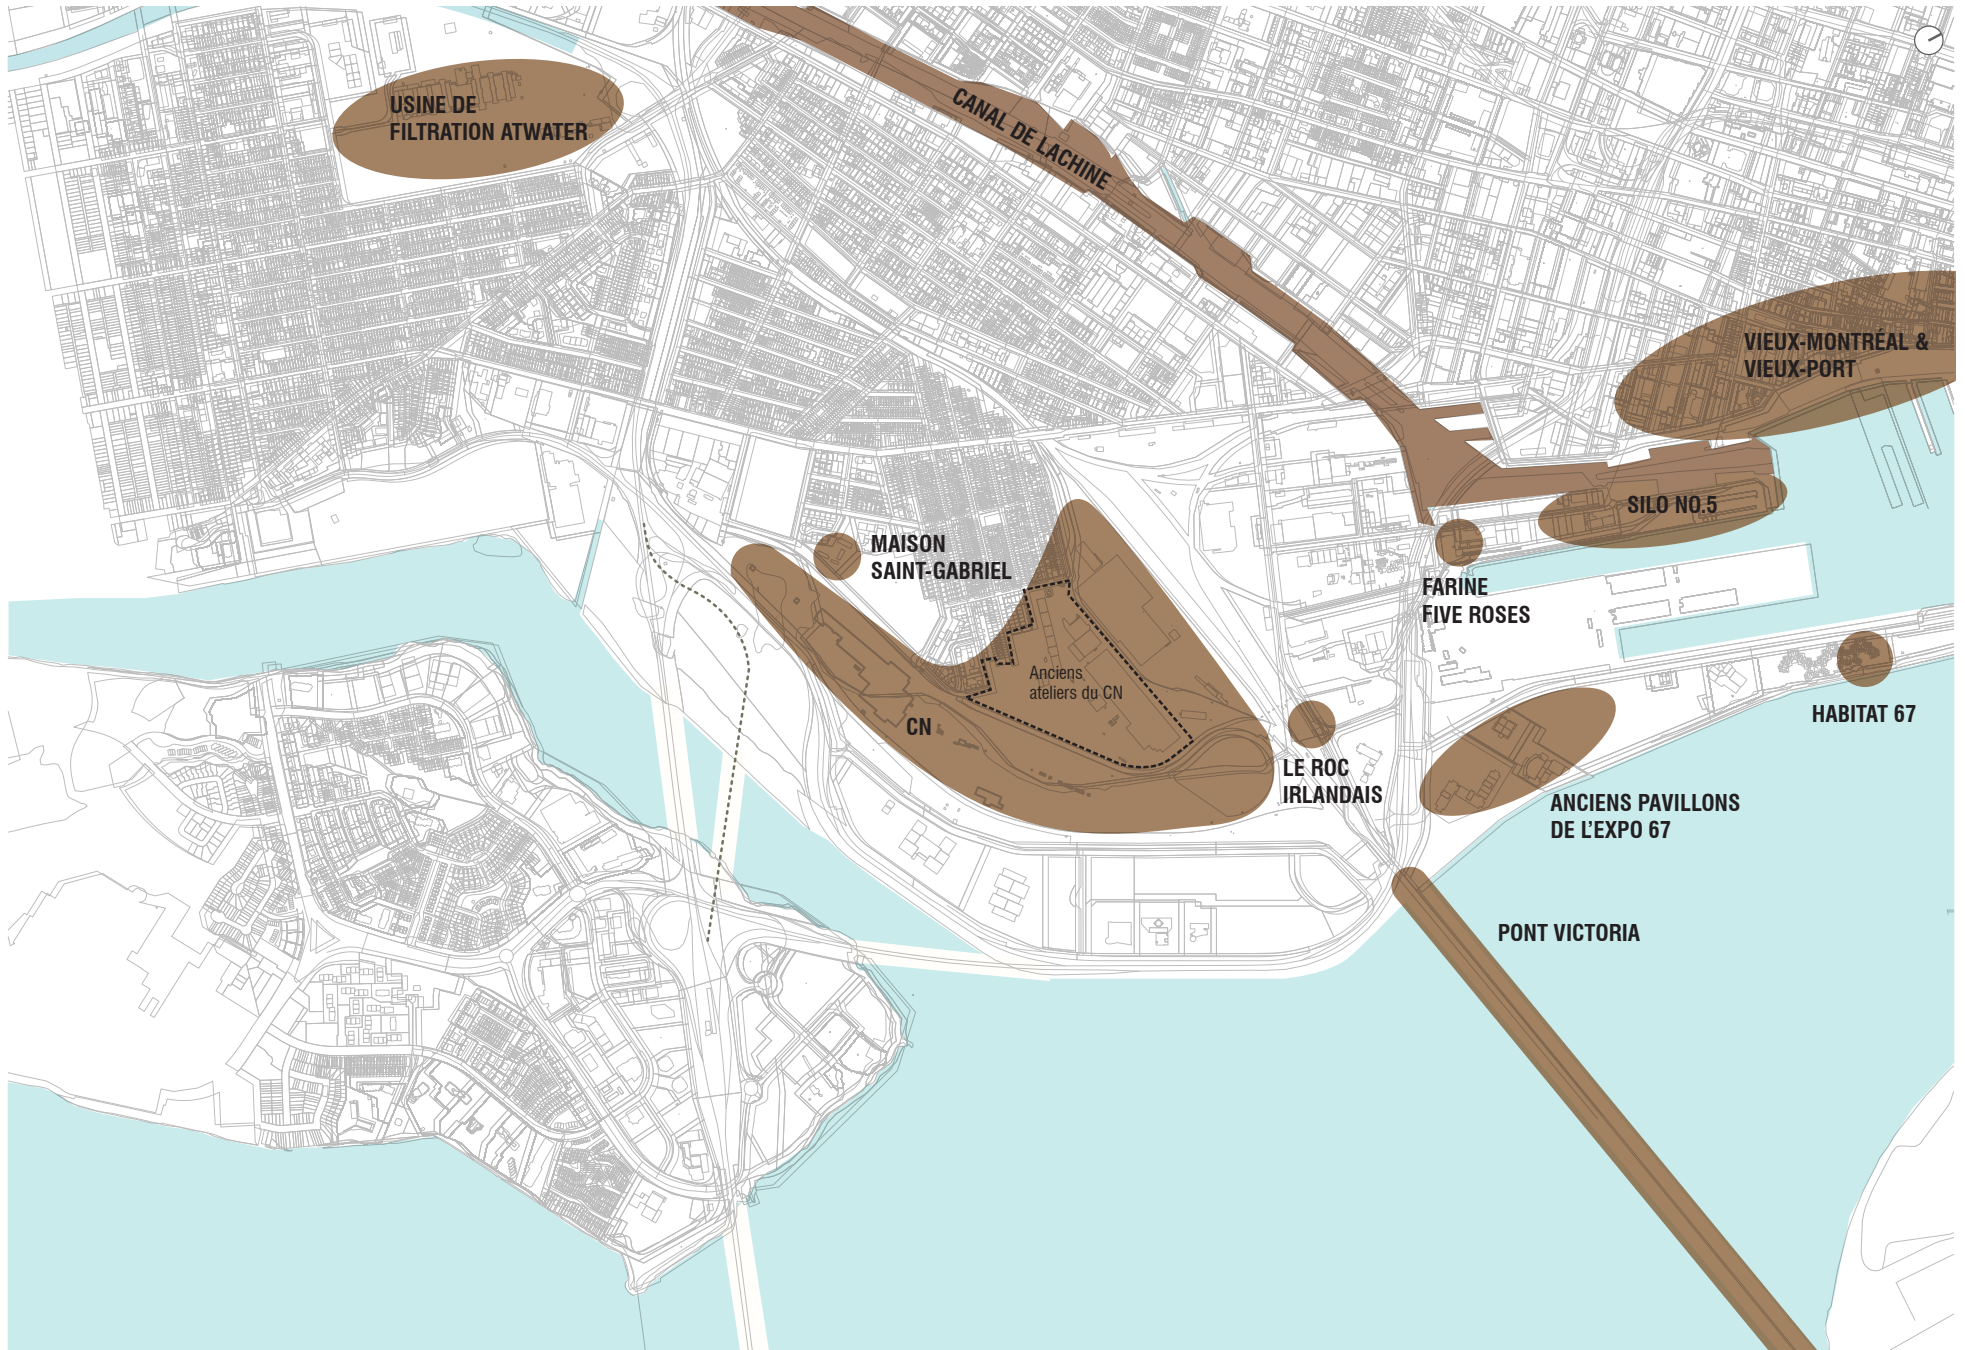 USINE DE
FILTRATION ATWATER
CANAL DE LACHINE
VIEUX-MONTRÉAL &
VIEUX-PORT
SILO NO.5
MAISON
SAINT-GABRIEL
FARINE
FIVE ROSES
Anciens
ateliers du CN
CN
HABITAT 67
LE ROC
IRLANDAIS
ANCIENS PAVILLONS
DE L'EXPO 67
PONT VICTORIA